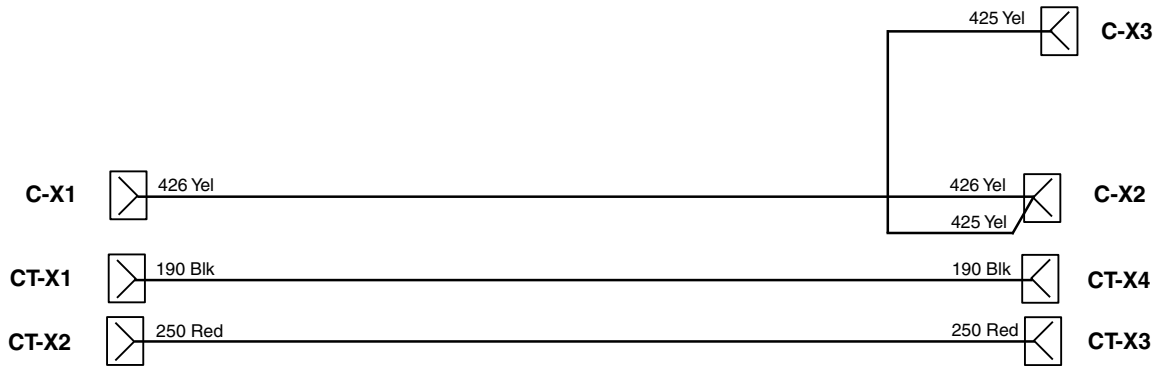 425 Yel C-X3
C-X1 426 Yel 426 Yel C-X2
425 Yel
CT-X1 190 Blk 190 Blk CT-X4
CT-X2 250 Red 250 Red CT-X3